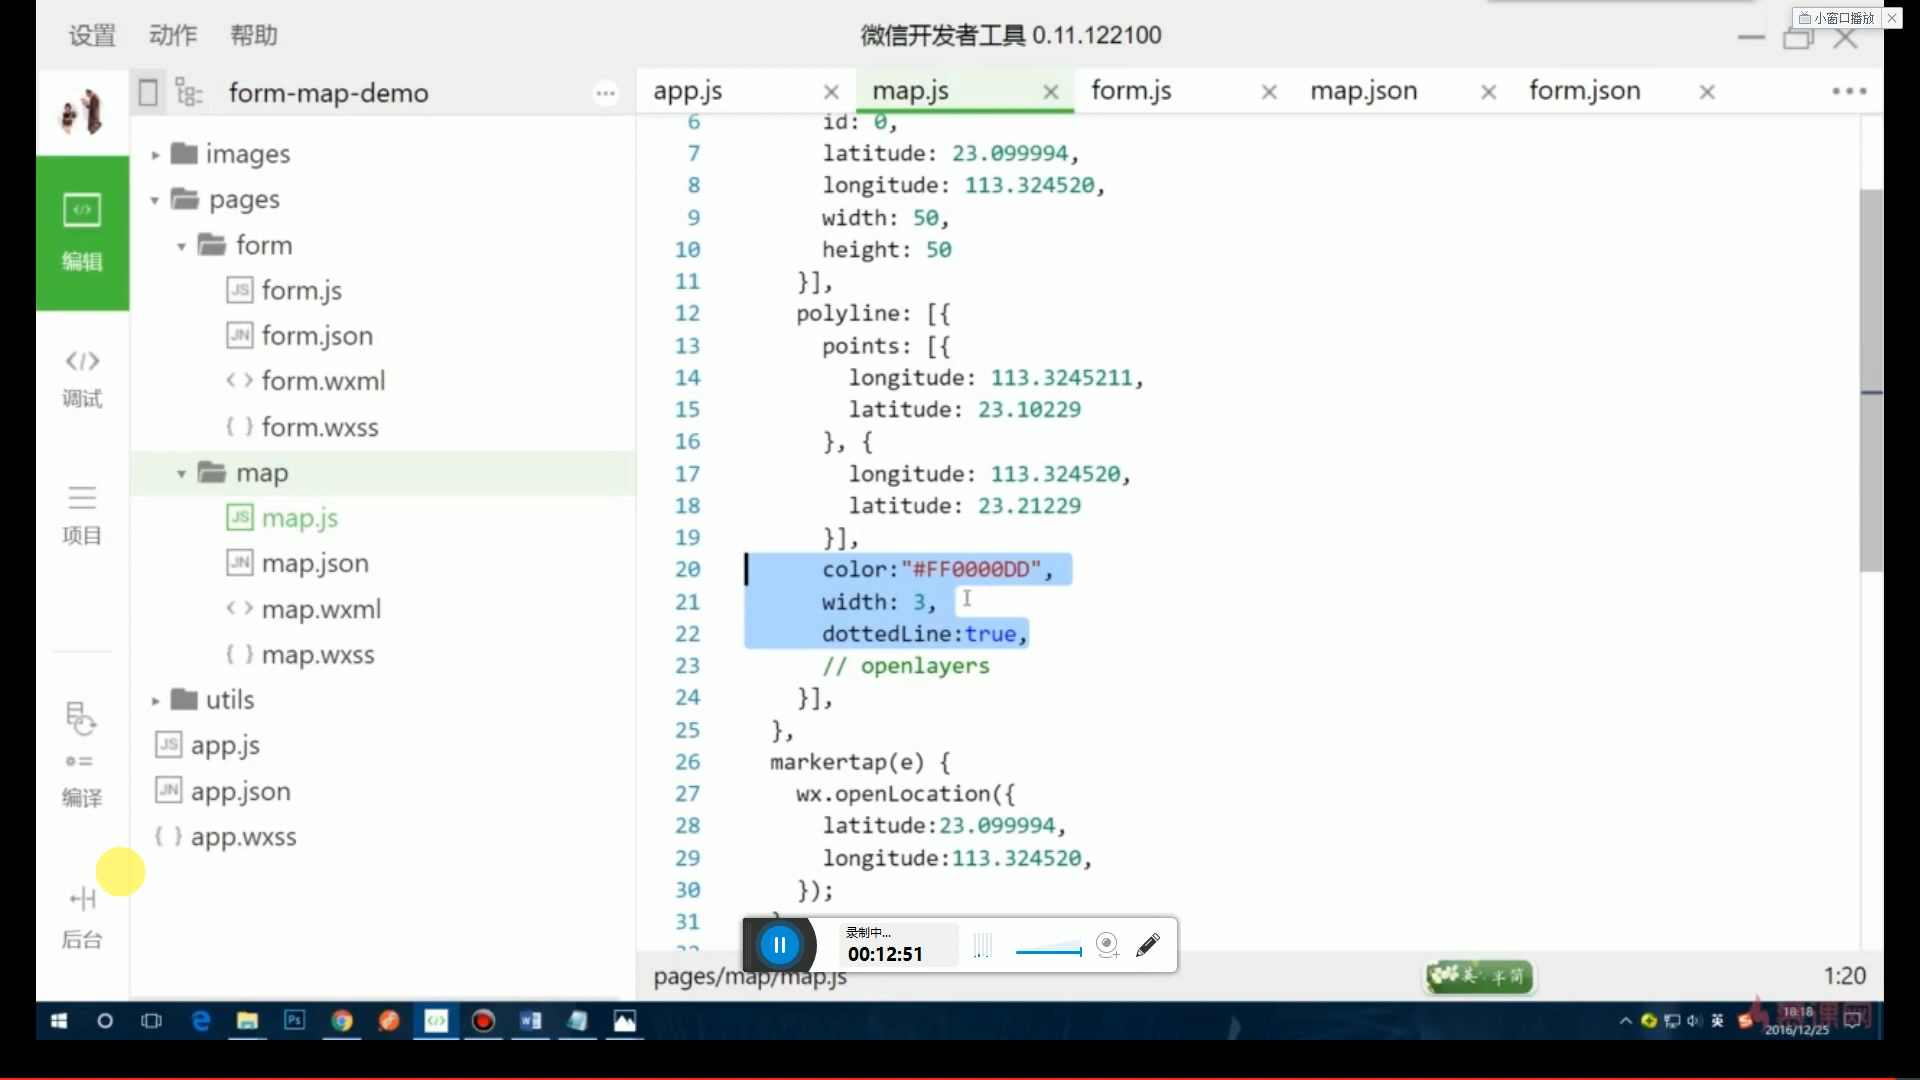 小窗口播放
设置 动作 帮助
微信开发者工具 0.11.122100
form-map-demo
app.js
map.js
form.js
map.json
form.json
编辑
调试
项目
编译
后台
images
pages
form
form.js
form.json
form.wxml
form.wxss
map
map.js
map.json
map.wxml
map.wxss
utils
app.js
app.json
app.wxss
6 id: 0,
7 latitude: 23.099994,
8 longitude: 113.324520,
9 width: 50,
10 height: 50
11 }],
12 polyline: [{
13 points: [{
14 longitude: 113.3245211,
15 latitude: 23.10229
16 }, {
17 longitude: 113.324520,
18 latitude: 23.21229
19 }],
20 color:"#FF0000DD",
21 width: 3,
22 dottedLine:true,
23 // openlayers
24 }],
25 },
26 markertap(e) {
27 wx.openLocation({
28 latitude:23.099994,
29 longitude:113.324520,
30 });
31
录制中...
00:12:51
pages/map/map.js
英 半 简
1:20
英
18:18
2016/12/25
慕课网